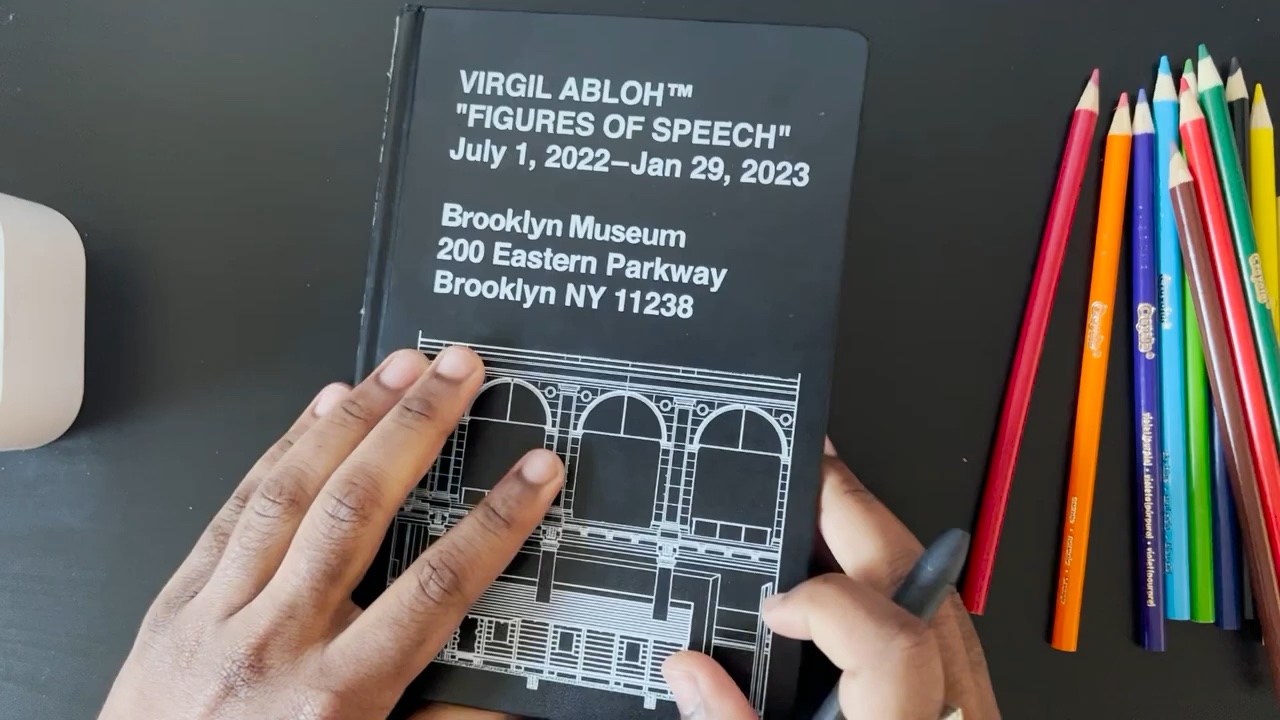 VIRGIL ABLOH™
"FIGURES OF SPEECH"
July 1, 2022–Jan 29, 2023
Brooklyn Museum
200 Eastern Parkway
Brooklyn NY 11238
Crayola
Crayola